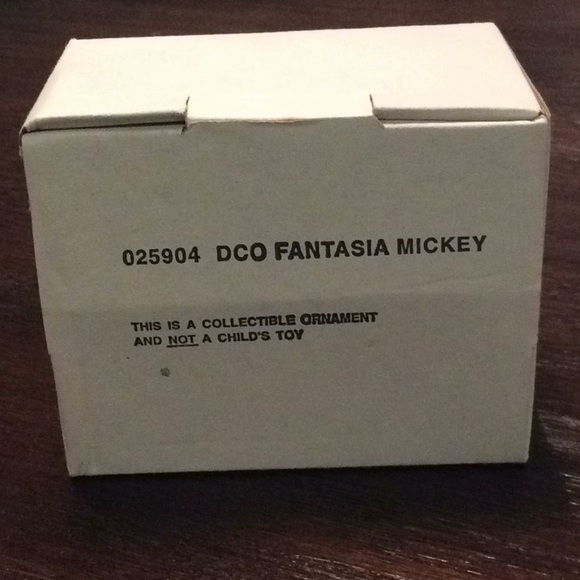 025904 DCO FANTASIA MICKEY
THIS IS A COLLECTIBLE ORNAMENT
AND NOT A CHILD'S TOY